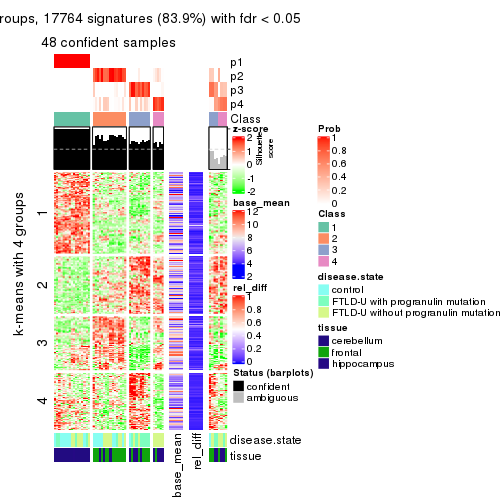 roups, 17764 signatures (83.9%) with fdr < 0.05
48 confident samples
p1
p2
p3
p4
Class
k-means with 4 groups
1
2
3
4
Silhouette
score
z-score
2
1
0
-1
-2
base_mean
12
10
8
6
4
2
rel_diff
1
0.8
0.6
0.4
0.2
0
Status (barplots)
confident
ambiguous
Prob
1
0.8
0.6
0.4
0.2
0
Class
1
2
3
4
disease.state
control
FTLD-U with progranulin mutation
FTLD-U without progranulin mutation
tissue
cerebellum
frontal
hippocampus
disease.state
tissue
base_mean
rel_diff